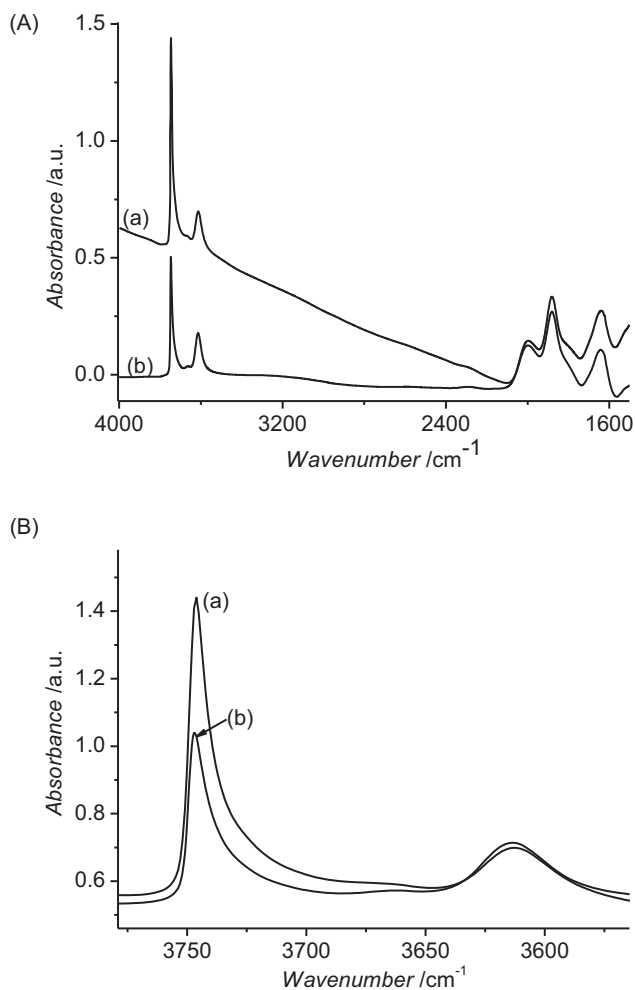 (A)
1.5
1.0
0.5
0.0
Absorbance /a.u.
(a)
(b)
4000 3200 2400 1600
Wavenumber /cm-1
(B)
1.4
1.2
1.0
0.8
0.6
Absorbance /a.u.
(a)
(b)
3750 3700 3650 3600
Wavenumber /cm-1